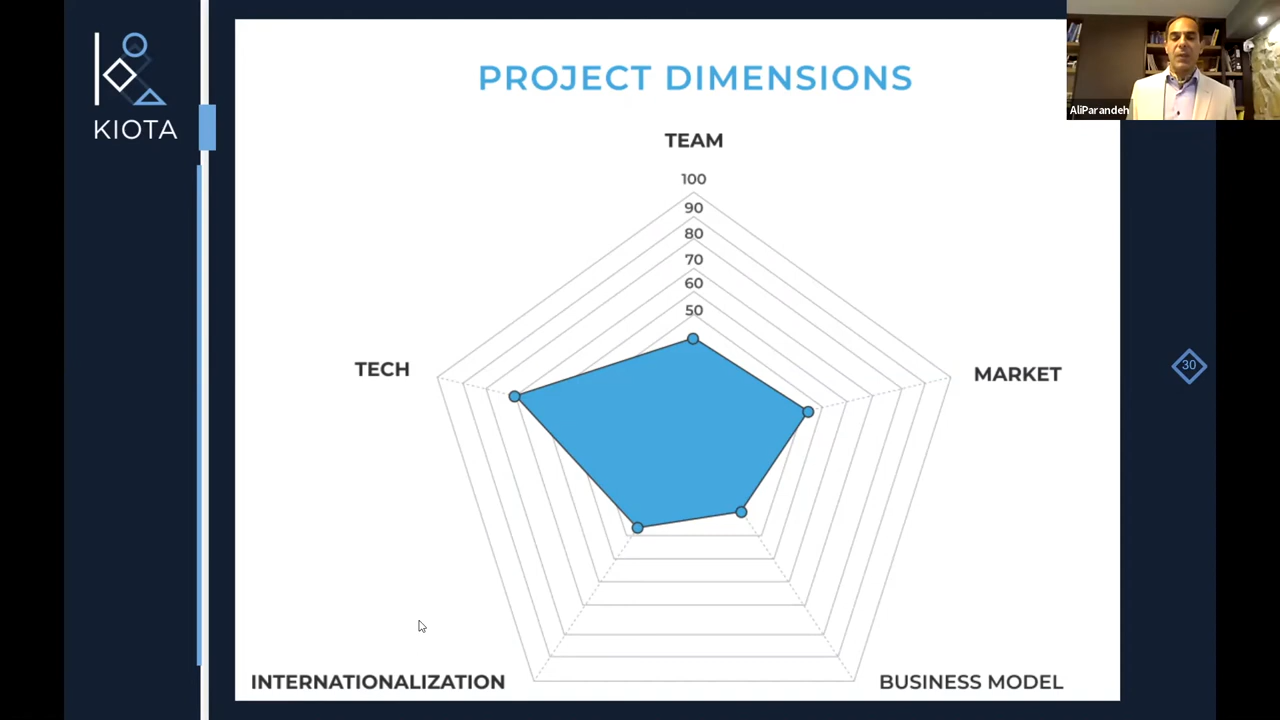 KIOTA
PROJECT DIMENSIONS
AliParandeh
TEAM
100
90
80
70
60
50
TECH
MARKET
30
INTERNATIONALIZATION
BUSINESS MODEL